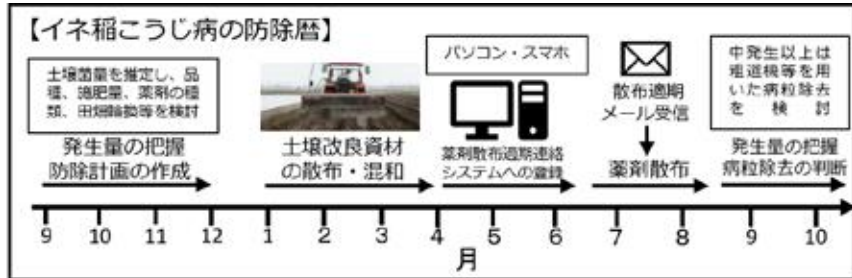 【イネ稲こうじ病の防除暦】
土壌菌量を推定し、品
種、施肥量、薬剤の種
類、田畑輪換等を検討
発生量の把握
防除計画の作成
土壌改良資材
の散布・混和
パソコン・スマホ
薬剤散布適期連絡
システムへの登録
散布適期
メール受信
薬剤散布
中発生以上は
粗選機等を用
いた病粒除去
を検討
発生量の把握
病粒除去の判断
9 10 11 12 1 2 3 4 5 6 7 8 9 10
月